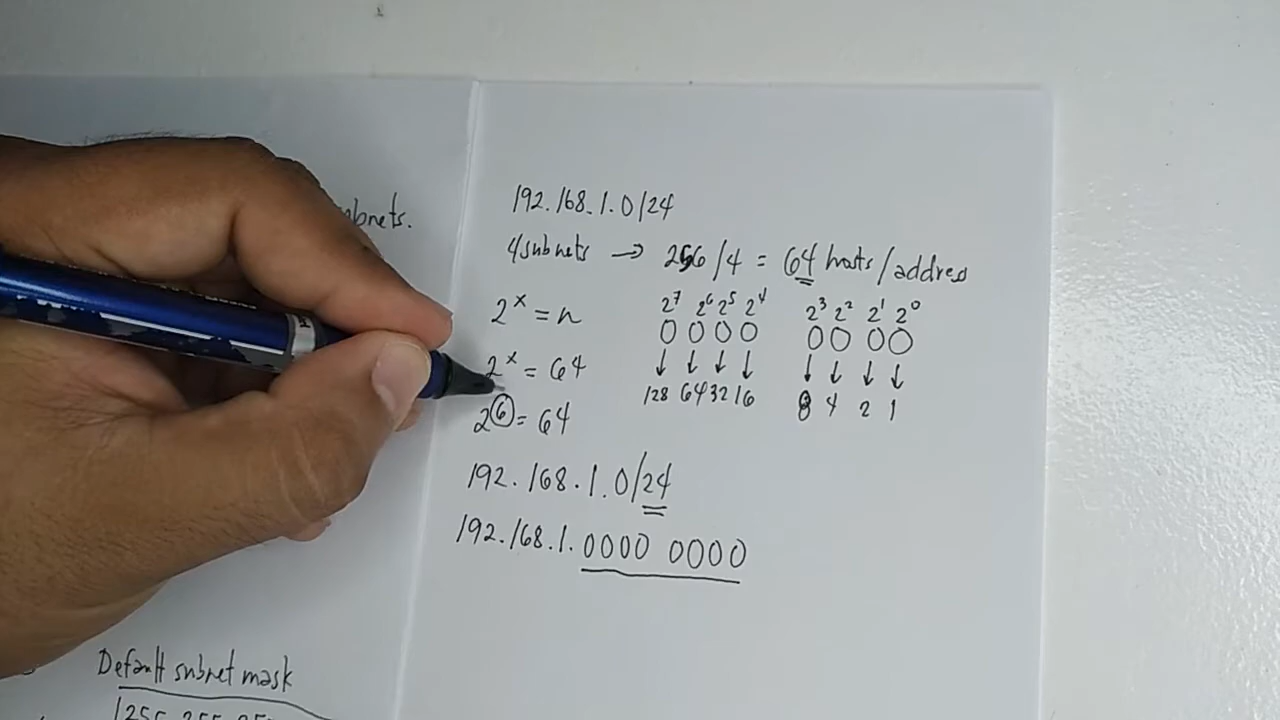 subnets.
Default subnet mask
192.168.1.0/24
4 subnets → 256/4 = 64 hosts/address
2^x = n
2^7 2^6 2^5 2^4 2^3 2^2 2^1 2^0
0 0 0 0 0 0 0 0
2^x = 64
↓ ↓ ↓ ↓ ↓ ↓ ↓ ↓
128 64 32 16 8 4 2 1
2^6 = 64
192.168.1.0/24
192.168.1.0000 0000